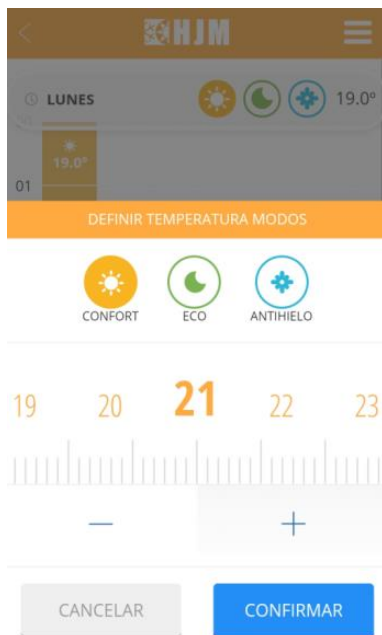 HJM
LUNES 19.0°
19.0°
01
DEFINIR TEMPERATURA MODOS
CONFORT ECO ANTIHIELO
19 20 21 22 23
— +
CANCELAR CONFIRMAR